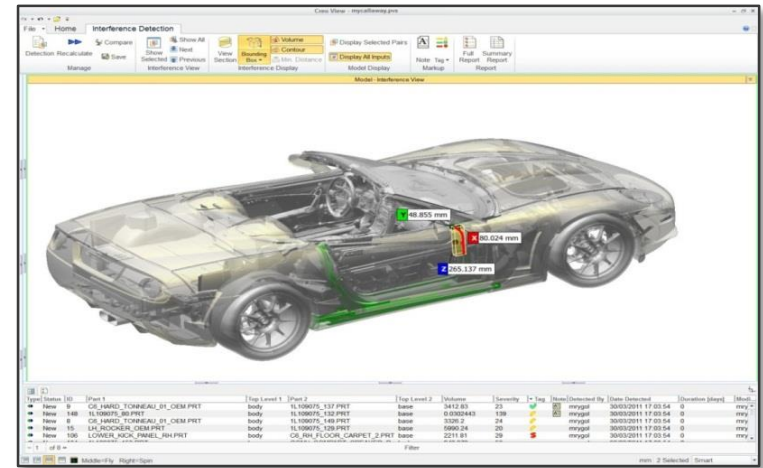 Creo View - mycallaway.pvs
File Home Interference Detection
Compare Show All Volume Display Selected Pairs
Next Contour
Save Previous Min. Distance Display All Inputs
Detection Recalculate Show Selected View Section Bounding Box Note Tag Full Report Summary Report
Manage Interference View Interference Display Model Display Markup Report
Model - Interference View
Y 48.855 mm
X 80.024 mm
Z 265.137 mm
Type Status ID Part 1 Top Level 1 Part 2 Top Level 2 Volume Severity Tag Note Detected By Date Detected Duration [days] Modi...
New 9 C6_HARD_TONNEAU_01_OEM.PRT body 1L109075_137.PRT base 3412.83 23 mrygol 30/03/2011 17:03:54 0 mry
New 146 1L109075_80.PRT body 1L109075_132.PRT base 0.0302443 139 mrygol 30/03/2011 17:03:54 0 mry
New 8 C6_HARD_TONNEAU_01_OEM.PRT body 1L109075_149.PRT base 3326.2 24 mrygol 30/03/2011 17:03:54 0 mry
New 15 LH_ROCKER_OEM.PRT body 1L109075_129.PRT base 5990.24 20 mrygol 30/03/2011 17:03:54 0 mry
New 106 LOWER_KICK_PANEL_RH.PRT body C6_RH_FLOOR_CARPET_2.PRT base 2211.81 29 mrygol 30/03/2011 17:03:54 0 mry
Filter
Middle=Fly Right=Spin mm 2 Selected Smart